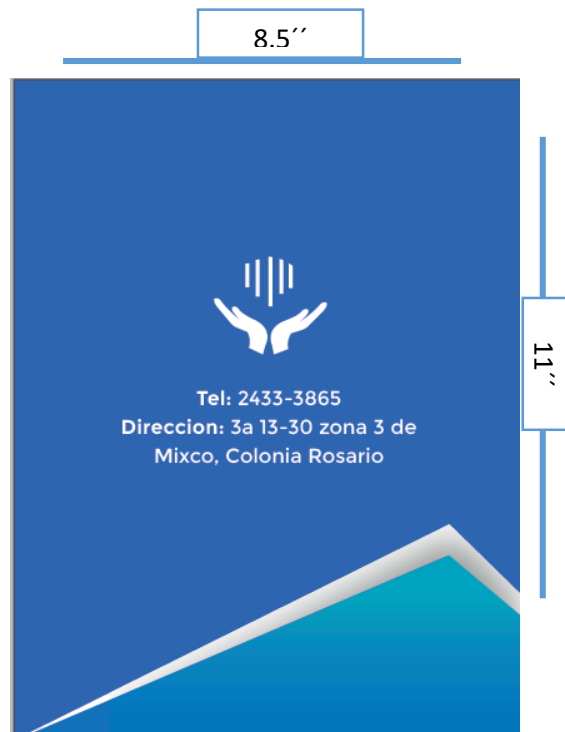 8.5´´
11´´
Tel: 2433-3865
Direccion: 3a 13-30 zona 3 de
Mixco, Colonia Rosario